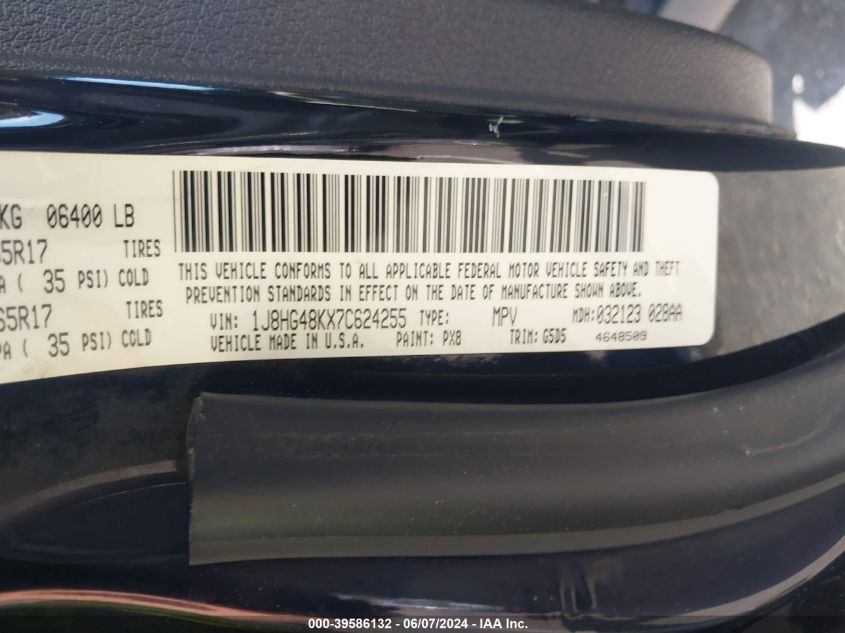 KG 06400 LB
65R17 TIRES
A ( 35 PSI) COLD
65R17 TIRES
PA ( 35 PSI) COLD
THIS VEHICLE CONFORMS TO ALL APPLICABLE FEDERAL MOTOR VEHICLE SAFETY AND THEFT
PREVENTION STANDARDS IN EFFECT ON THE DATE OF MANUFACTURE SHOWN ABOVE.
VIN: 1J8HG48KX7C624255 TYPE: MPV MDH: 032123 028AA
VEHICLE MADE IN U.S.A. PAINT: PX8 TRIM: G5D5 4648509
000-39586132 - 06/07/2024 - IAA Inc.